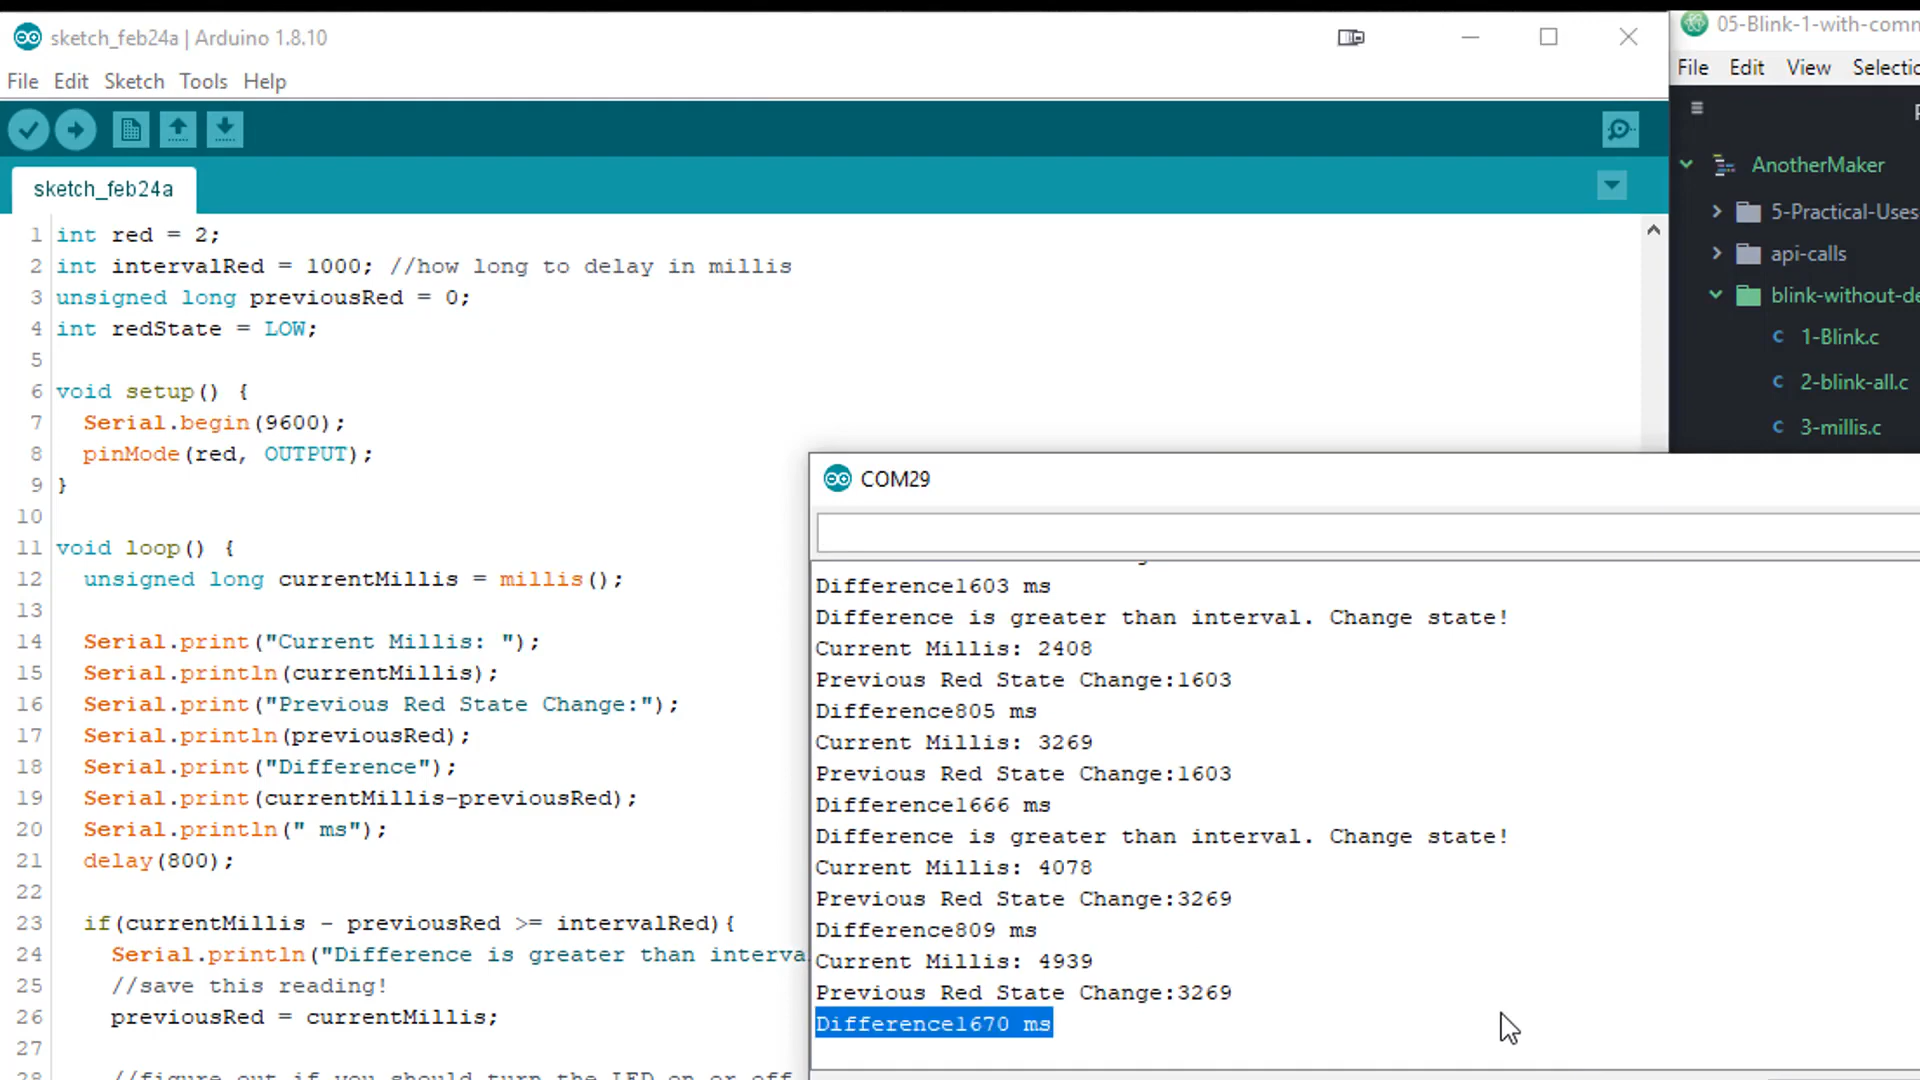 sketch_feb24a | Arduino 1.8.10
File Edit Sketch Tools Help
sketch_feb24a
1 int red = 2;
2 int intervalRed = 1000; //how long to delay in millis
3 unsigned long previousRed = 0;
4 int redState = LOW;
5
6 void setup() {
7 Serial.begin(9600);
8 pinMode(red, OUTPUT);
9 }
10
11 void loop() {
12 unsigned long currentMillis = millis();
13
14 Serial.print("Current Millis: ");
15 Serial.println(currentMillis);
16 Serial.print("Previous Red State Change:");
17 Serial.println(previousRed);
18 Serial.print("Difference");
19 Serial.print(currentMillis-previousRed);
20 Serial.println(" ms");
21 delay(800);
22
23 if(currentMillis - previousRed >= intervalRed){
24 Serial.println("Difference is greater than interva
25 //save this reading!
26 previousRed = currentMillis;
27
28 //figure out if you should turn the LED on or off
COM29
Difference1603 ms
Difference is greater than interval. Change state!
Current Millis: 2408
Previous Red State Change:1603
Difference805 ms
Current Millis: 3269
Previous Red State Change:1603
Difference1666 ms
Difference is greater than interval. Change state!
Current Millis: 4078
Previous Red State Change:3269
Difference809 ms
Current Millis: 4939
Previous Red State Change:3269
Difference1670 ms
05-Blink-1-with-comm
File Edit View Selectio
AnotherMaker
5-Practical-Uses
api-calls
blink-without-de
C 1-Blink.c
C 2-blink-all.c
C 3-millis.c